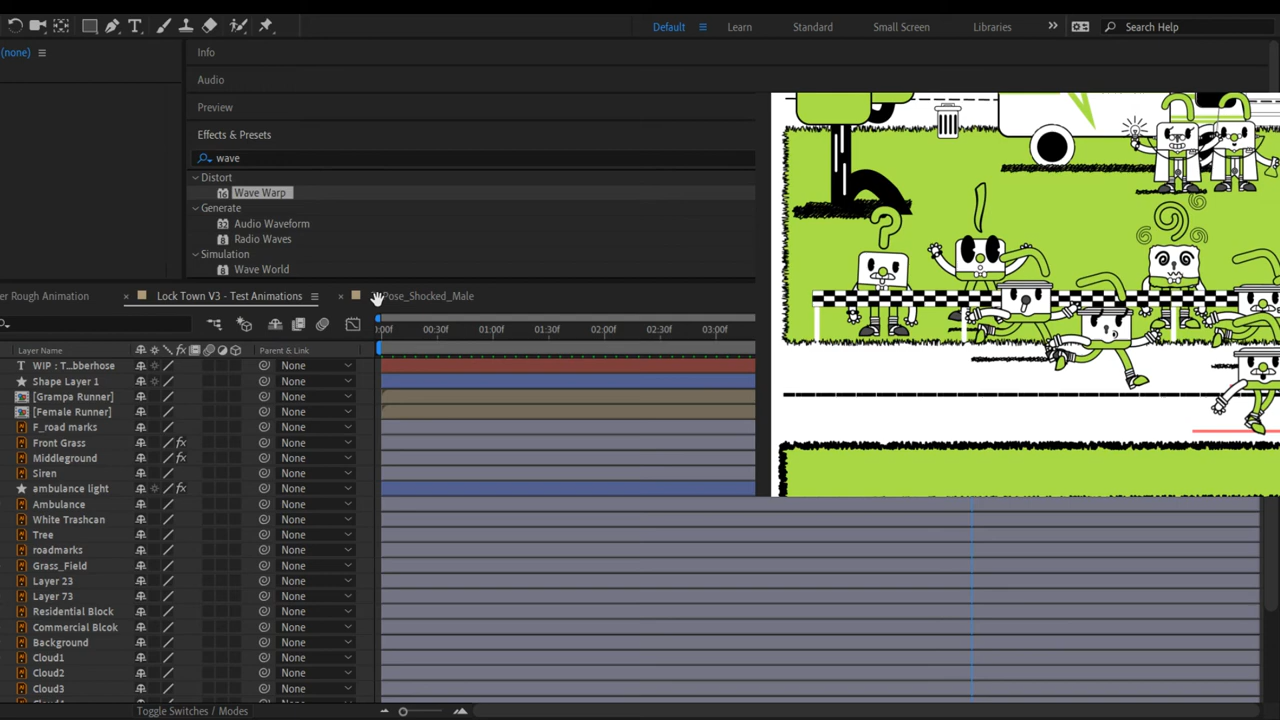 Default
Learn
Standard
Small Screen
Libraries
Search Help
(none)
Info
Audio
Preview
Effects & Presets
wave
Distort
Wave Warp
Generate
Audio Waveform
Radio Waves
Simulation
Wave World
er Rough Animation
Lock Town V3 - Test Animations
Pose_Shocked_Male
:00f 00:30f 01:00f 01:30f 02:00f 02:30f 03:00f
Layer Name
fx
Parent & Link
WIP : T...bberhose None
Shape Layer 1 None
[Grampa Runner] None
[Female Runner] None
F_road marks None
Front Grass fx None
Middleground fx None
Siren None
ambulance light fx None
Ambulance None
White Trashcan None
Tree None
roadmarks None
Grass_Field None
Layer 23 None
Layer 73 None
Residential Block None
Commercial Blcok None
Background None
Cloud1 None
Cloud2 None
Cloud3 None
Toggle Switches / Modes